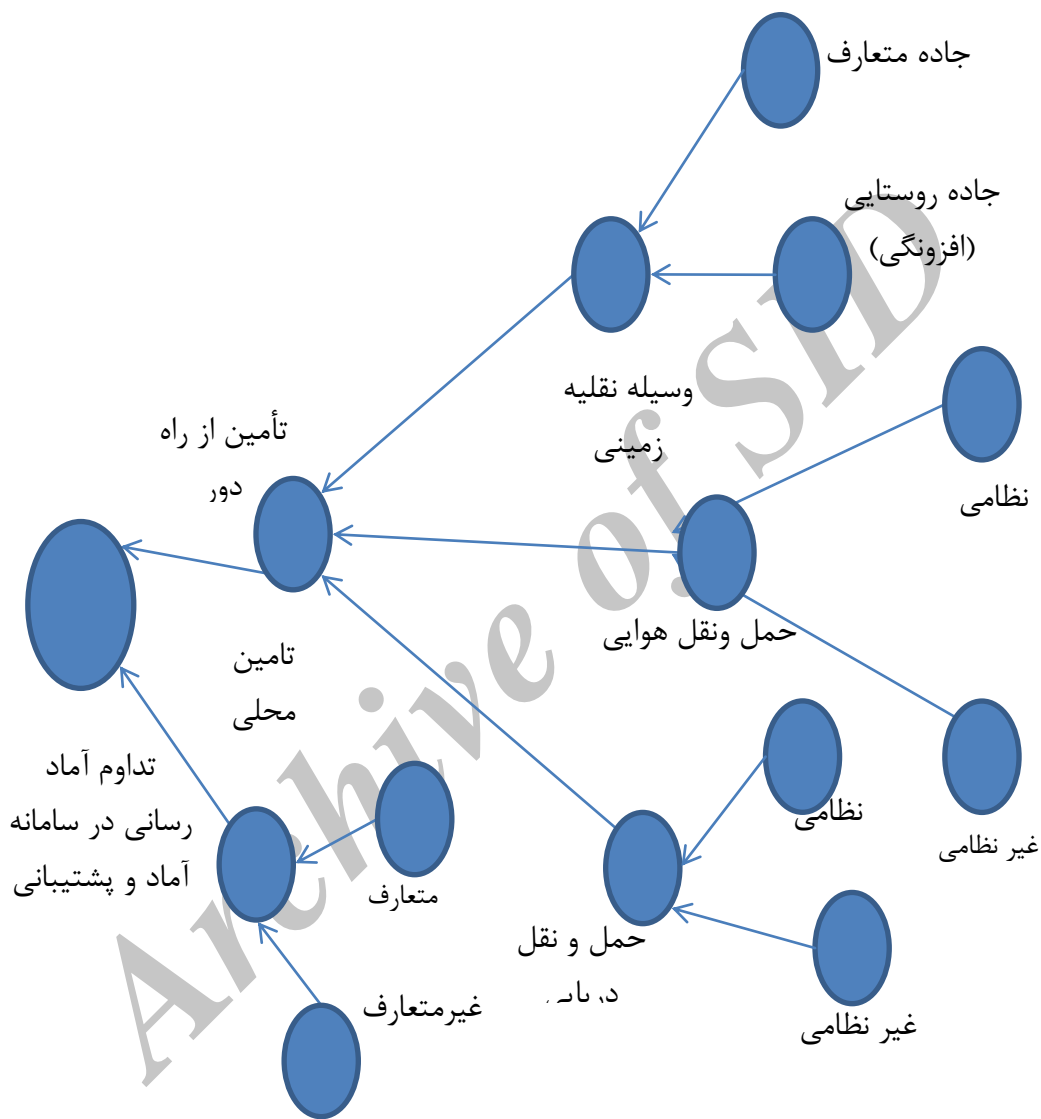 جاده متعارف
جاده روستایی
(افزونگی)
وسیله نقلیه
زمینی
نظامی
تأمین از راه
دور
حمل ونقل هوایی
تامین
محلی
تداوم آماد
رسانی در سامانه
آماد و پشتیبانی
نظامی
غیر نظامی
متعارف
حمل و نقل
دریایی
غیرمتعارف
غیر نظامی
Archive of SID